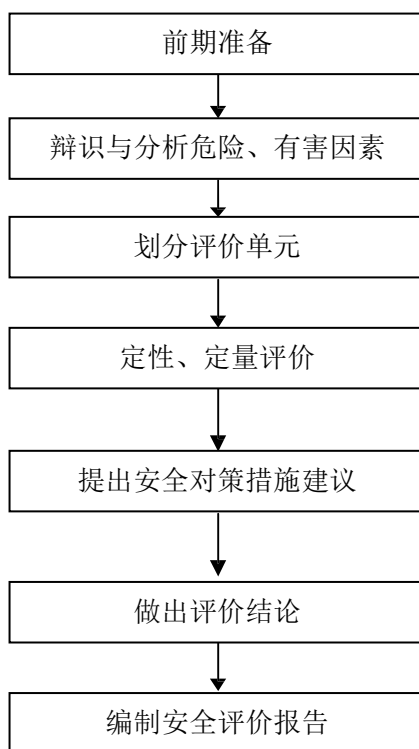 前期准备
辩识与分析危险、有害因素
划分评价单元
定性、定量评价
提出安全对策措施建议
做出评价结论
编制安全评价报告